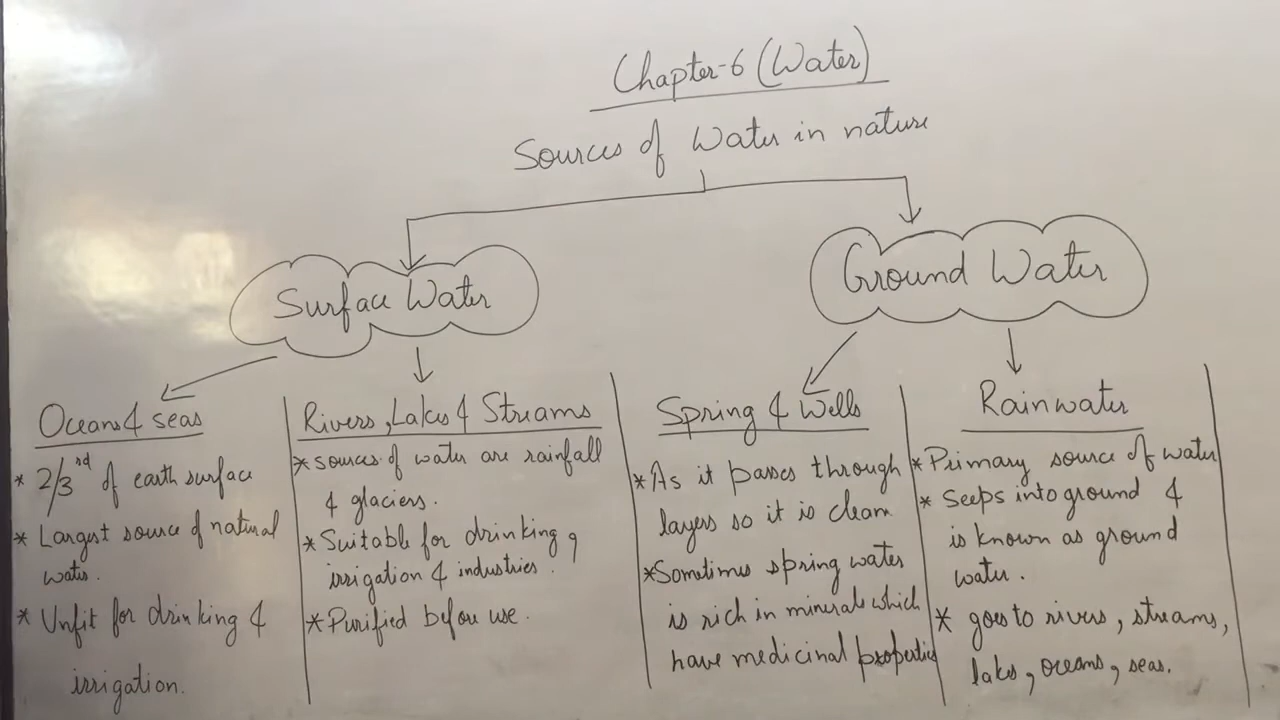 Chapter-6 (Water)
Sources of Water in nature
Surface Water
Ground Water
Ocean & seas
* 2/3rd of earth surface
* Largest source of natural
water.
* Unfit for drinking &
irrigation.
Rivers, Lakes & Streams
* sources of water are rainfall
& glaciers.
* Suitable for drinking,
irrigation & industries.
* Purified before use.
Spring & Wells
* As it passes through
layers so it is clean
* Sometimes spring water
is rich in minerals which
have medicinal properties
Rainwater
* Primary source of water
* Seeps into ground &
is known as ground
water.
* goes to rivers, streams,
lakes, oceans, seas.